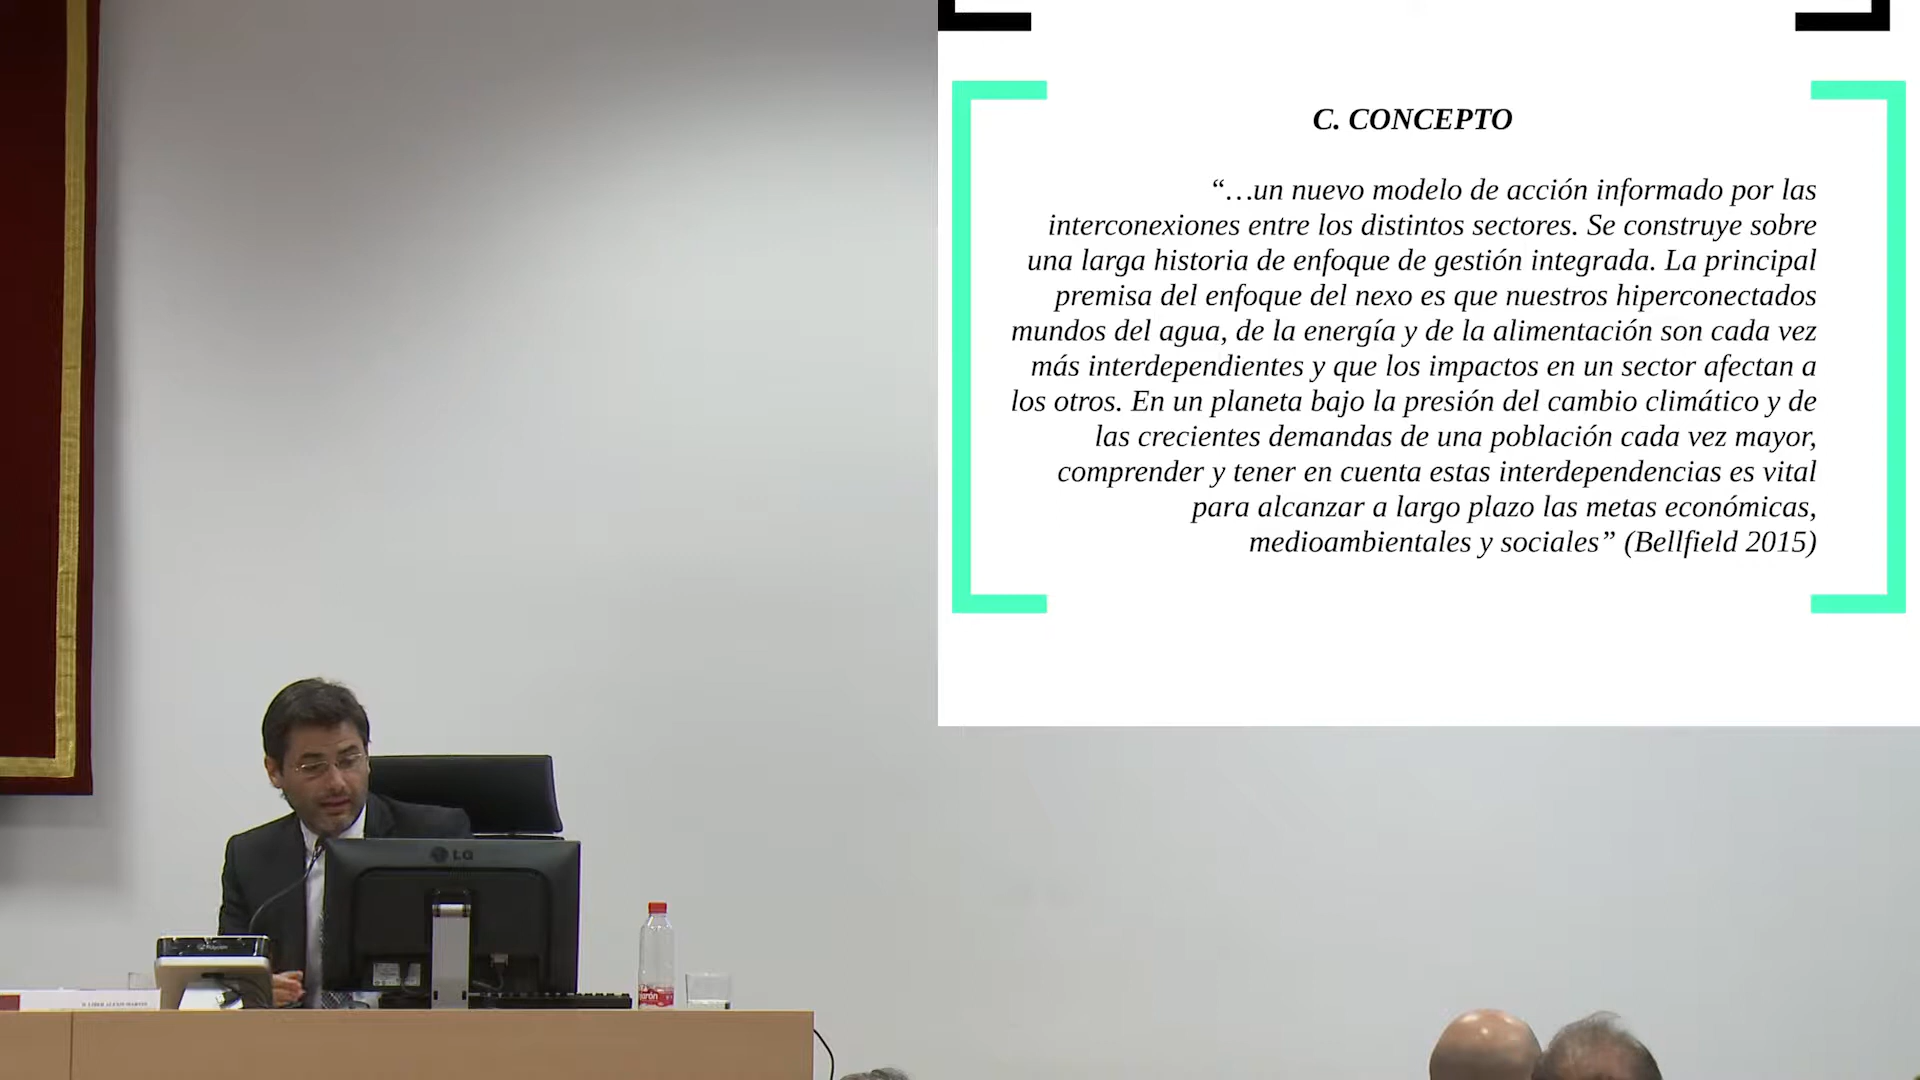 C. CONCEPTO
“…un nuevo modelo de acción informado por las
interconexiones entre los distintos sectores. Se construye sobre
una larga historia de enfoque de gestión integrada. La principal
premisa del enfoque del nexo es que nuestros hiperconectados
mundos del agua, de la energía y de la alimentación son cada vez
más interdependientes y que los impactos en un sector afectan a
los otros. En un planeta bajo la presión del cambio climático y de
las crecientes demandas de una población cada vez mayor,
comprender y tener en cuenta estas interdependencias es vital
para alcanzar a largo plazo las metas económicas,
medioambientales y sociales” (Bellfield 2015)
LG